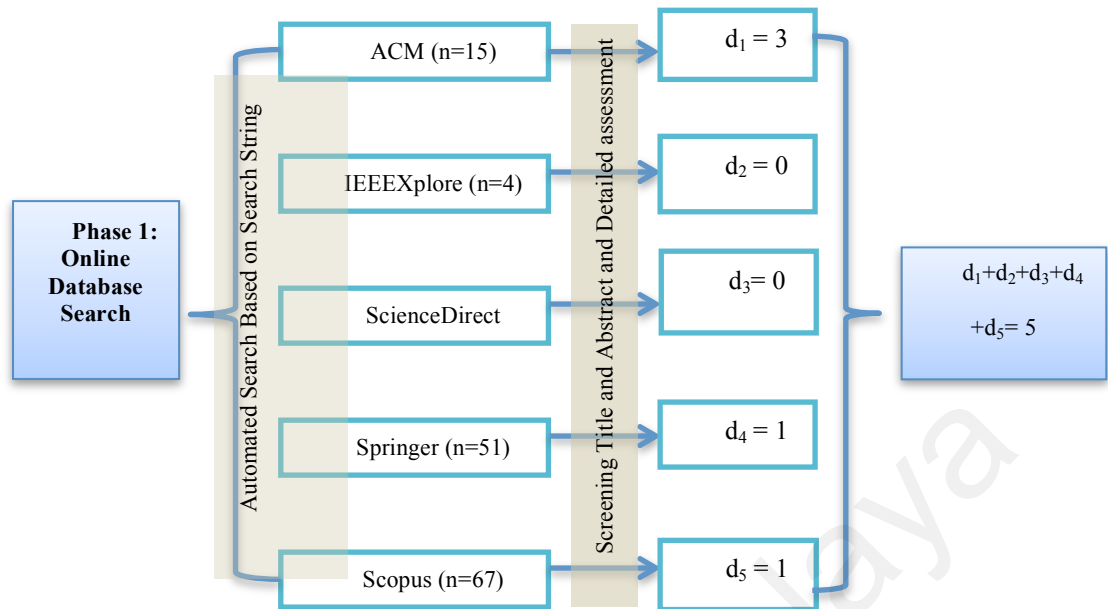 Phase 1:
Online
Database
Search
Automated Search Based on Search String
ACM (n=15)
IEEEXplore (n=4)
ScienceDirect
Springer (n=51)
Scopus (n=67)
Screening Title and Abstract and Detailed assessment
d₁ = 3
d₂ = 0
d₃= 0
d₄ = 1
d₅ = 1
d₁+d₂+d₃+d₄
+d₅= 5
laya